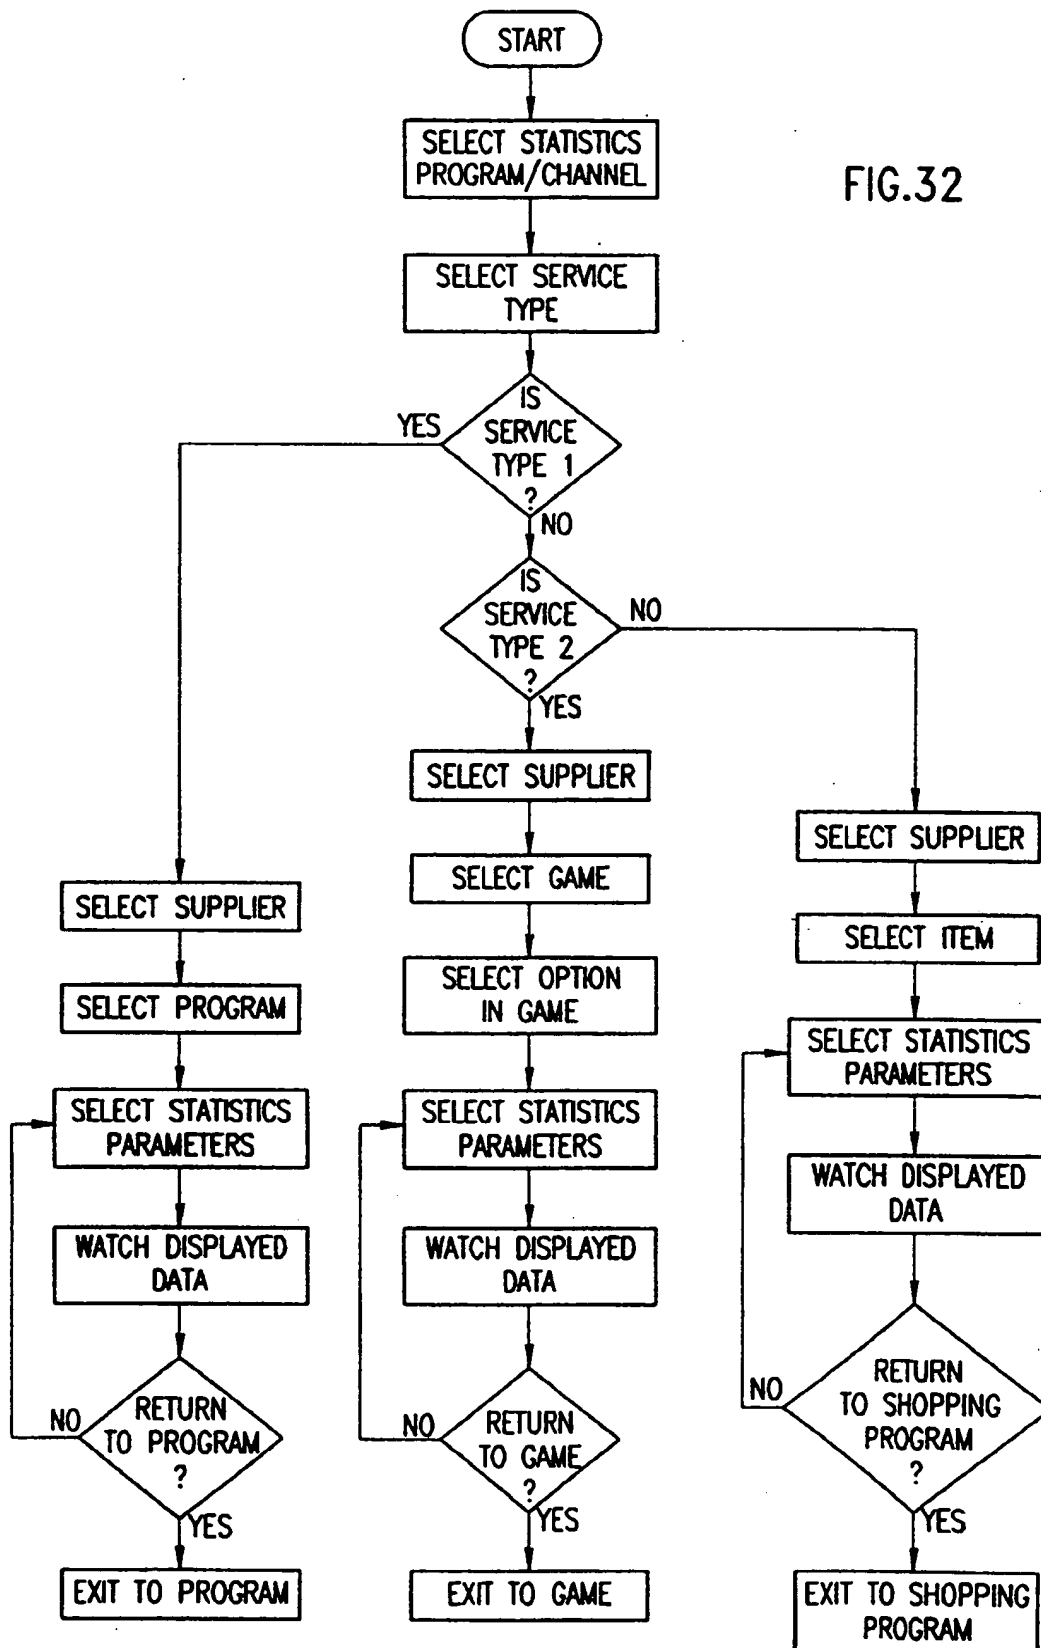 START
SELECT STATISTICS
PROGRAM/CHANNEL
FIG.32
SELECT SERVICE
TYPE
IS
SERVICE
TYPE 1
?
YES
NO
IS
SERVICE
TYPE 2
?
NO
YES
SELECT SUPPLIER
SELECT GAME
SELECT OPTION
IN GAME
SELECT STATISTICS
PARAMETERS
WATCH DISPLAYED
DATA
RETURN
TO GAME
?
NO
YES
EXIT TO GAME
SELECT SUPPLIER
SELECT PROGRAM
SELECT STATISTICS
PARAMETERS
WATCH DISPLAYED
DATA
RETURN
TO PROGRAM
?
NO
YES
EXIT TO PROGRAM
SELECT SUPPLIER
SELECT ITEM
SELECT STATISTICS
PARAMETERS
WATCH DISPLAYED
DATA
RETURN
TO SHOPPING
PROGRAM
?
NO
YES
EXIT TO SHOPPING
PROGRAM